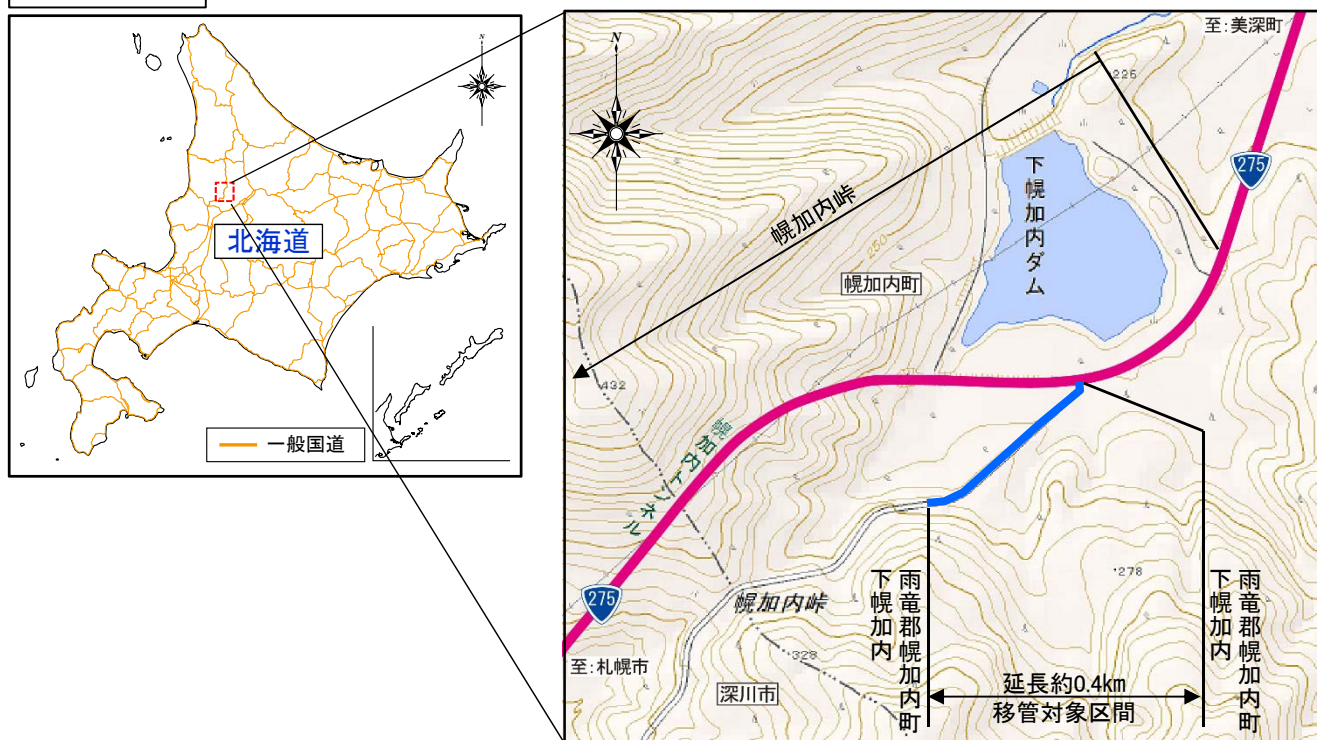 N
北海道
一般国道
至:美深町
N
226
275
下幌加内ダム
幌加内峠
250
幌加内町
432
幌加内トンネル
275
幌加内峠
278
328
至:札幌市
深川市
雨竜郡幌加内町
下幌加内
雨竜郡幌加内町
下幌加内
延長約0.4km
移管対象区間